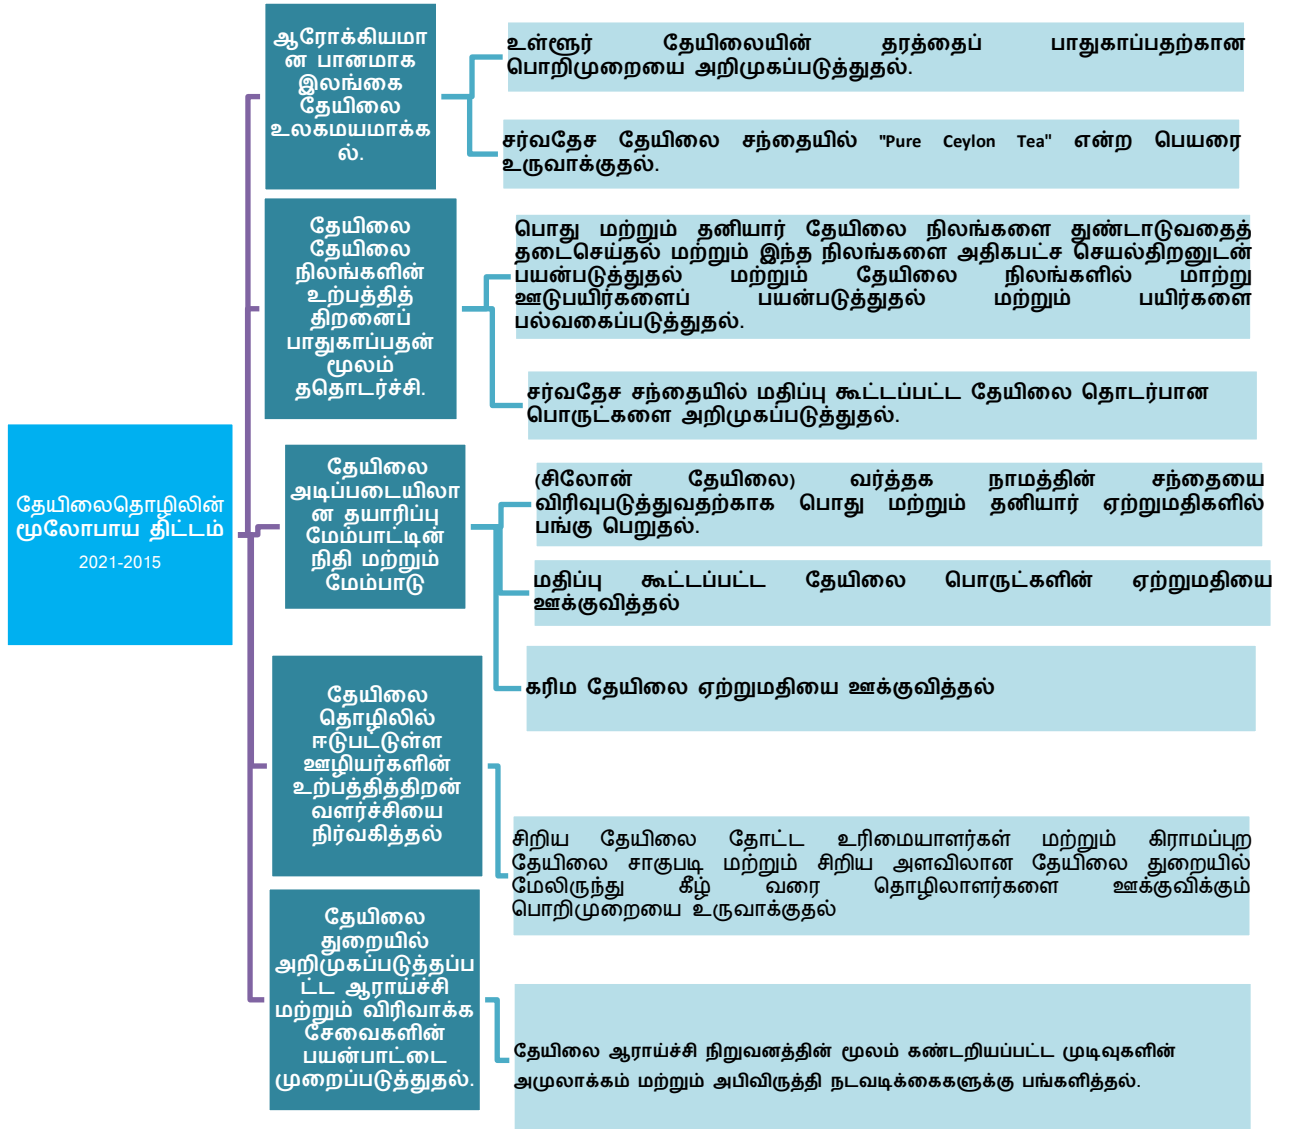 தேயிலைதொழிலின்
மூலோபாய திட்டம்
2021-2015
ஆரோக்கியமா
ன பானமாக
இலங்கை
தேயிலை
உலகமயமாக்க
ல்.
உள்ளூர் தேயிலையின் தரத்தைப் பாதுகாப்பதற்கான
பொறிமுறையை அறிமுகப்படுத்துதல்.
சர்வதேச தேயிலை சந்தையில் "Pure Ceylon Tea" என்ற பெயரை
உருவாக்குதல்.
தேயிலை
தேயிலை
நிலங்களின்
உற்பத்தித்
திறனைப்
பாதுகாப்பதன்
மூலம்
ததொடர்ச்சி.
பொது மற்றும் தனியார் தேயிலை நிலங்களை துண்டாடுவதைத்
தடைசெய்தல் மற்றும் இந்த நிலங்களை அதிகபட்ச செயல்திறனுடன்
பயன்படுத்துதல் மற்றும் தேயிலை நிலங்களில் மாற்று
ஊடுபயிர்களைப் பயன்படுத்துதல் மற்றும் பயிர்களை
பல்வகைப்படுத்துதல்.
சர்வதேச சந்தையில் மதிப்பு கூட்டப்பட்ட தேயிலை தொடர்பான
பொருட்களை அறிமுகப்படுத்துதல்.
தேயிலை
அடிப்படையிலா
ன தயாரிப்பு
மேம்பாட்டின்
நிதி மற்றும்
மேம்பாடு
(சிலோன் தேயிலை) வர்த்தக நாமத்தின் சந்தையை
விரிவுபடுத்துவதற்காக பொது மற்றும் தனியார் ஏற்றுமதிகளில்
பங்கு பெறுதல்.
மதிப்பு கூட்டப்பட்ட தேயிலை பொருட்களின் ஏற்றுமதியை
ஊக்குவித்தல்
கரிம தேயிலை ஏற்றுமதியை ஊக்குவித்தல்
தேயிலை
தொழிலில்
ஈடுபட்டுள்ள
ஊழியர்களின்
உற்பத்தித்திறன்
வளர்ச்சியை
நிர்வகித்தல்
சிறிய தேயிலை தோட்ட உரிமையாளர்கள் மற்றும் கிராமப்புற
தேயிலை சாகுபடி மற்றும் சிறிய அளவிலான தேயிலை துறையில்
மேலிருந்து கீழ் வரை தொழிலாளர்களை ஊக்குவிக்கும்
பொறிமுறையை உருவாக்குதல்
தேயிலை
துறையில்
அறிமுகப்படுத்தப்ப
ட்ட ஆராய்ச்சி
மற்றும் விரிவாக்க
சேவைகளின்
பயன்பாட்டை
முறைப்படுத்துதல்.
தேயிலை ஆராய்ச்சி நிறுவனத்தின் மூலம் கண்டறியப்பட்ட முடிவுகளின்
அமுலாக்கம் மற்றும் அபிவிருத்தி நடவடிக்கைகளுக்கு பங்களித்தல்.